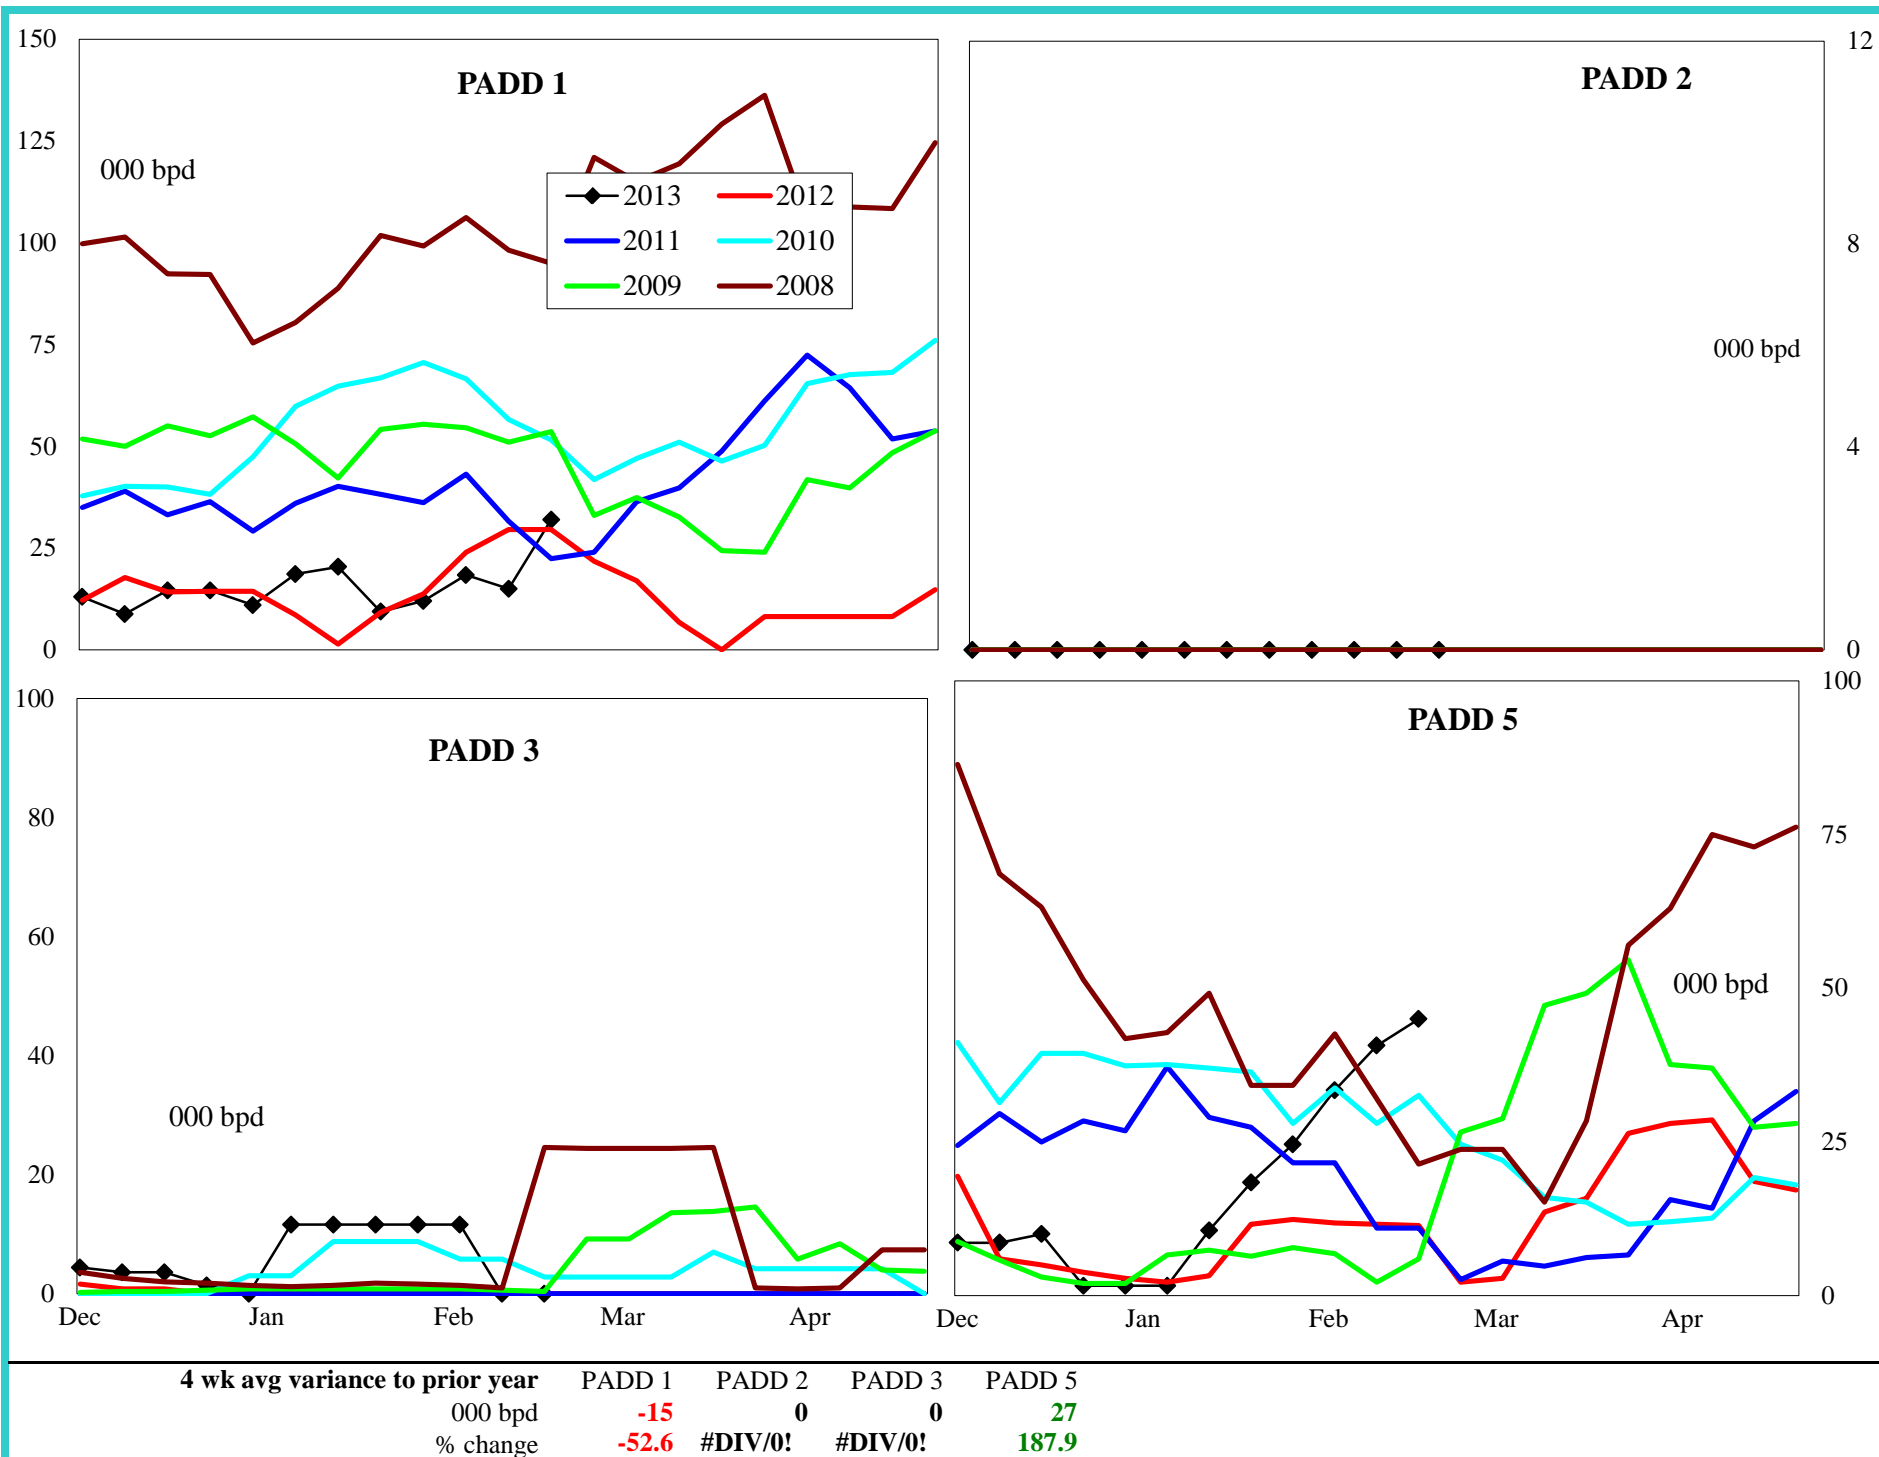 PADD 1
150
125
100
75
50
25
0
000 bpd
2013 2012
2011 2010
2009 2008
PADD 2
12
8
4
0
000 bpd
PADD 3
100
80
60
40
20
0
000 bpd
Dec Jan Feb Mar Apr
PADD 5
100
75
50
25
0
000 bpd
Dec Jan Feb Mar Apr
4 wk avg variance to prior year PADD 1 PADD 2 PADD 3 PADD 5
000 bpd -15 0 0 27
% change -52.6 #DIV/0! #DIV/0! 187.9